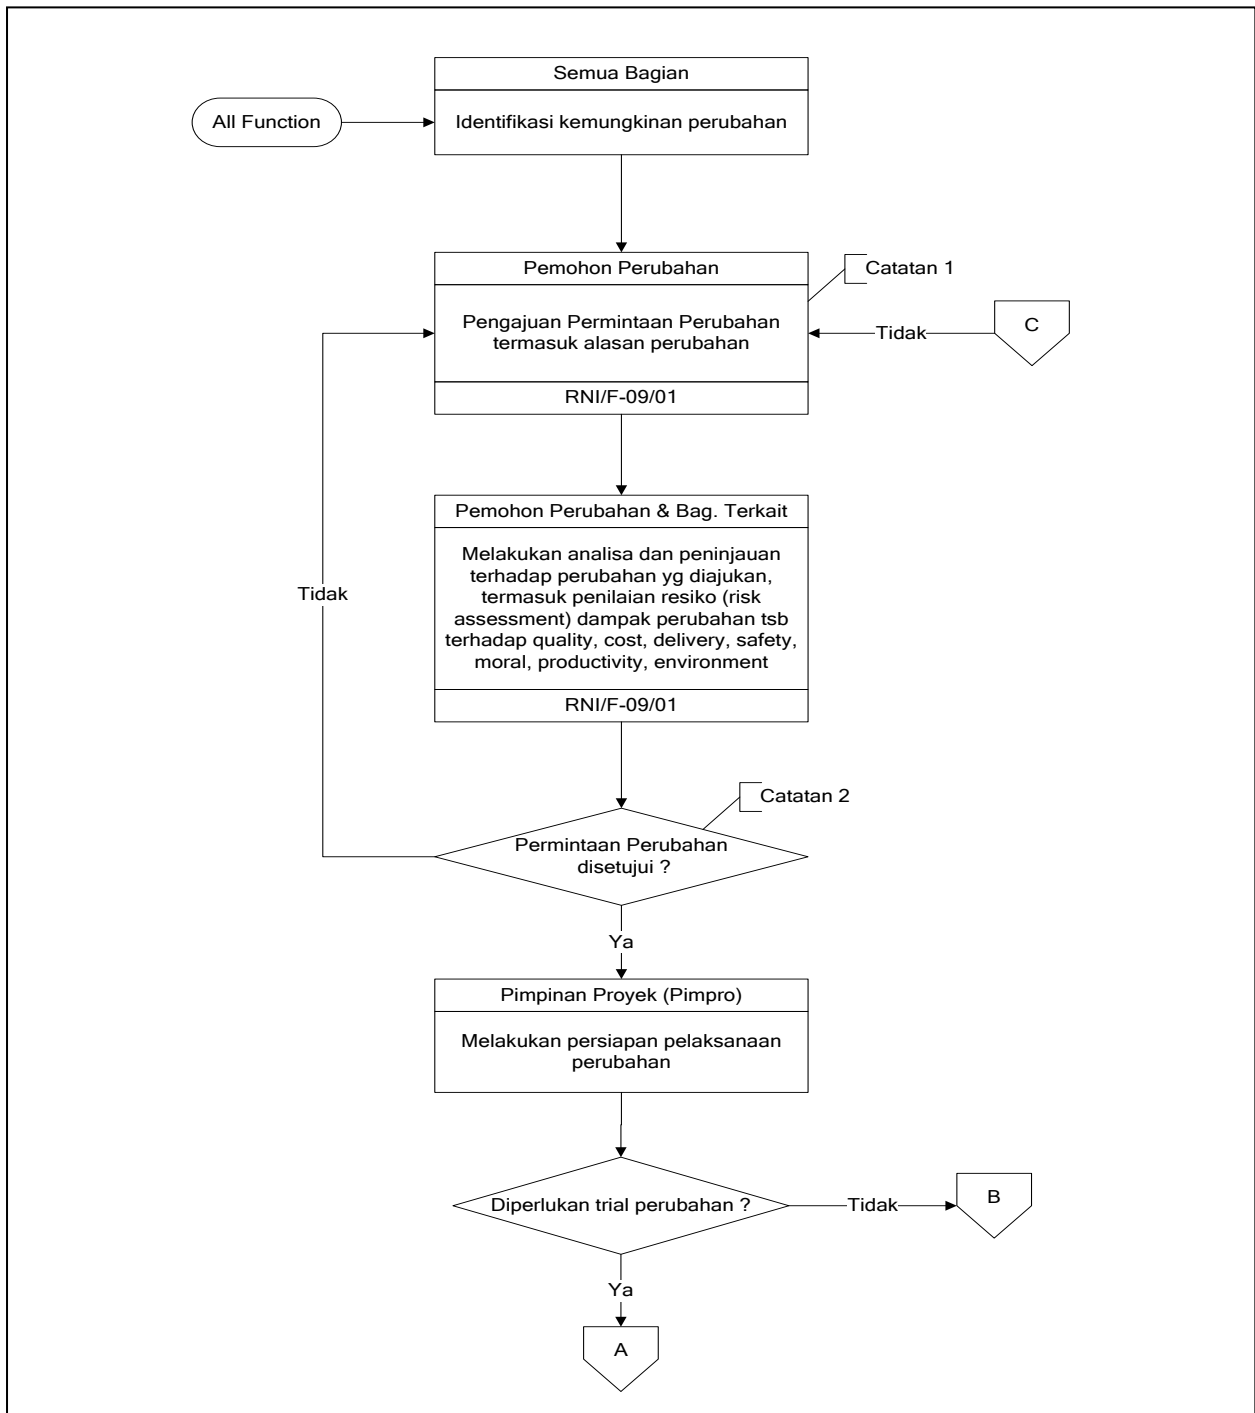 Semua Bagian
All Function
Identifikasi kemungkinan perubahan
Pemohon Perubahan
Catatan 1
Pengajuan Permintaan Perubahan
termasuk alasan perubahan
Tidak
C
RNI/F-09/01
Pemohon Perubahan & Bag. Terkait
Melakukan analisa dan peninjauan
terhadap perubahan yg diajukan,
termasuk penilaian resiko (risk
assessment) dampak perubahan tsb
terhadap quality, cost, delivery, safety,
moral, productivity, environment
Tidak
RNI/F-09/01
Catatan 2
Permintaan Perubahan
disetujui ?
Ya
Pimpinan Proyek (Pimpro)
Melakukan persiapan pelaksanaan
perubahan
Diperlukan trial perubahan ?
Tidak
B
Ya
A